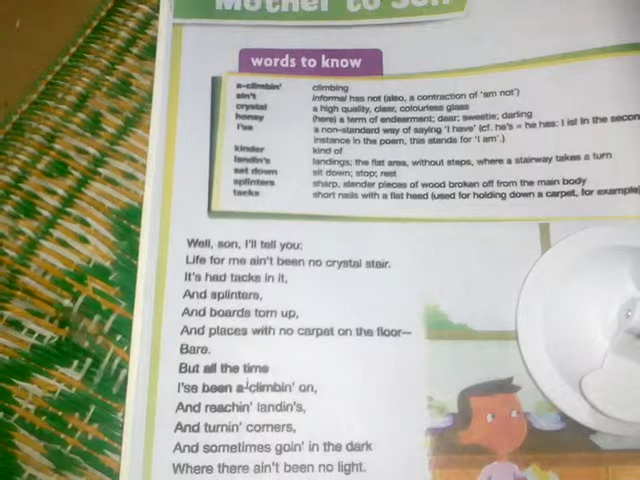 Mother to Son
words to know
a-climbin' climbing
ain't informal has not (also, a contraction of 'am not')
crystal a high quality, clear, colourless glass
honey (here) a term of endearment; dear; sweetie; darling
I'se a non-standard way of saying 'I have' (cf. he's = he has: 1 ist In the secon
instance in the poem, this stands for 'I am'.)
kinder kind of
landin's landings; the flat area, without steps, where a stairway takes a turn
set down sit down; stop; rest
splinters sharp, slender pieces of wood broken off from the main body
tacks short nails with a flat head (used for holding down a carpet, for example
Well, son, I'll tell you:
Life for me ain't been no crystal stair.
It's had tacks in it,
And splinters,
And boards torn up,
And places with no carpet on the floor—
Bare.
But all the time
I'se been a-climbin' on,
And reachin' landin's,
And turnin' corners,
And sometimes goin' in the dark
Where there ain't been no light.